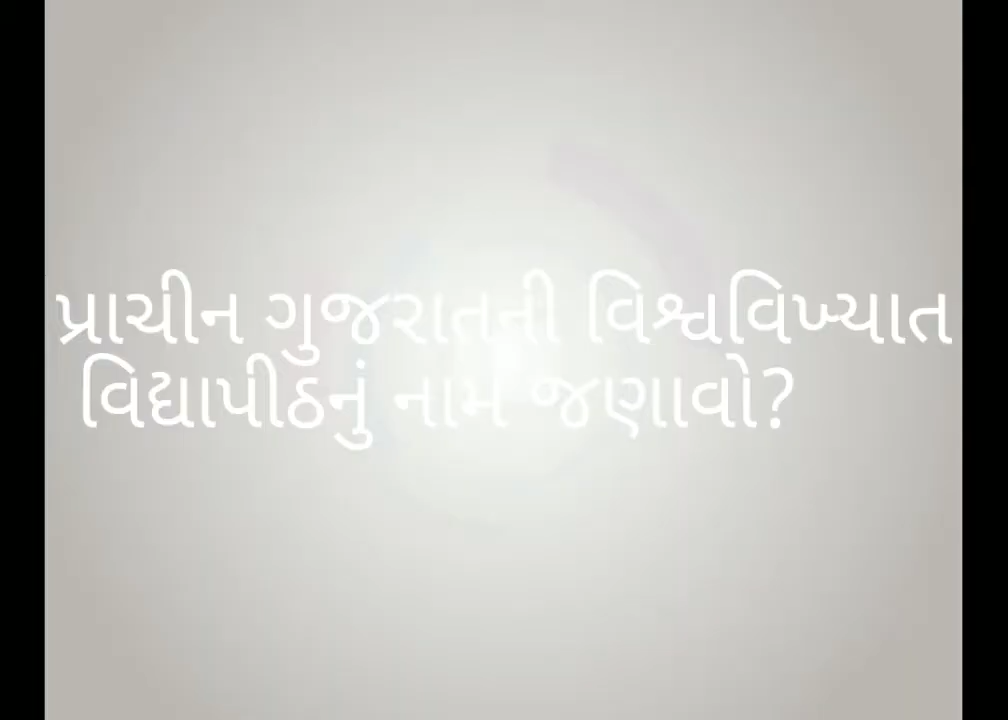 પ્રાચીન ગુજરાતની વિશ્વવિખ્યાત
વિદ્યાપીઠનું નામ જણાવો?